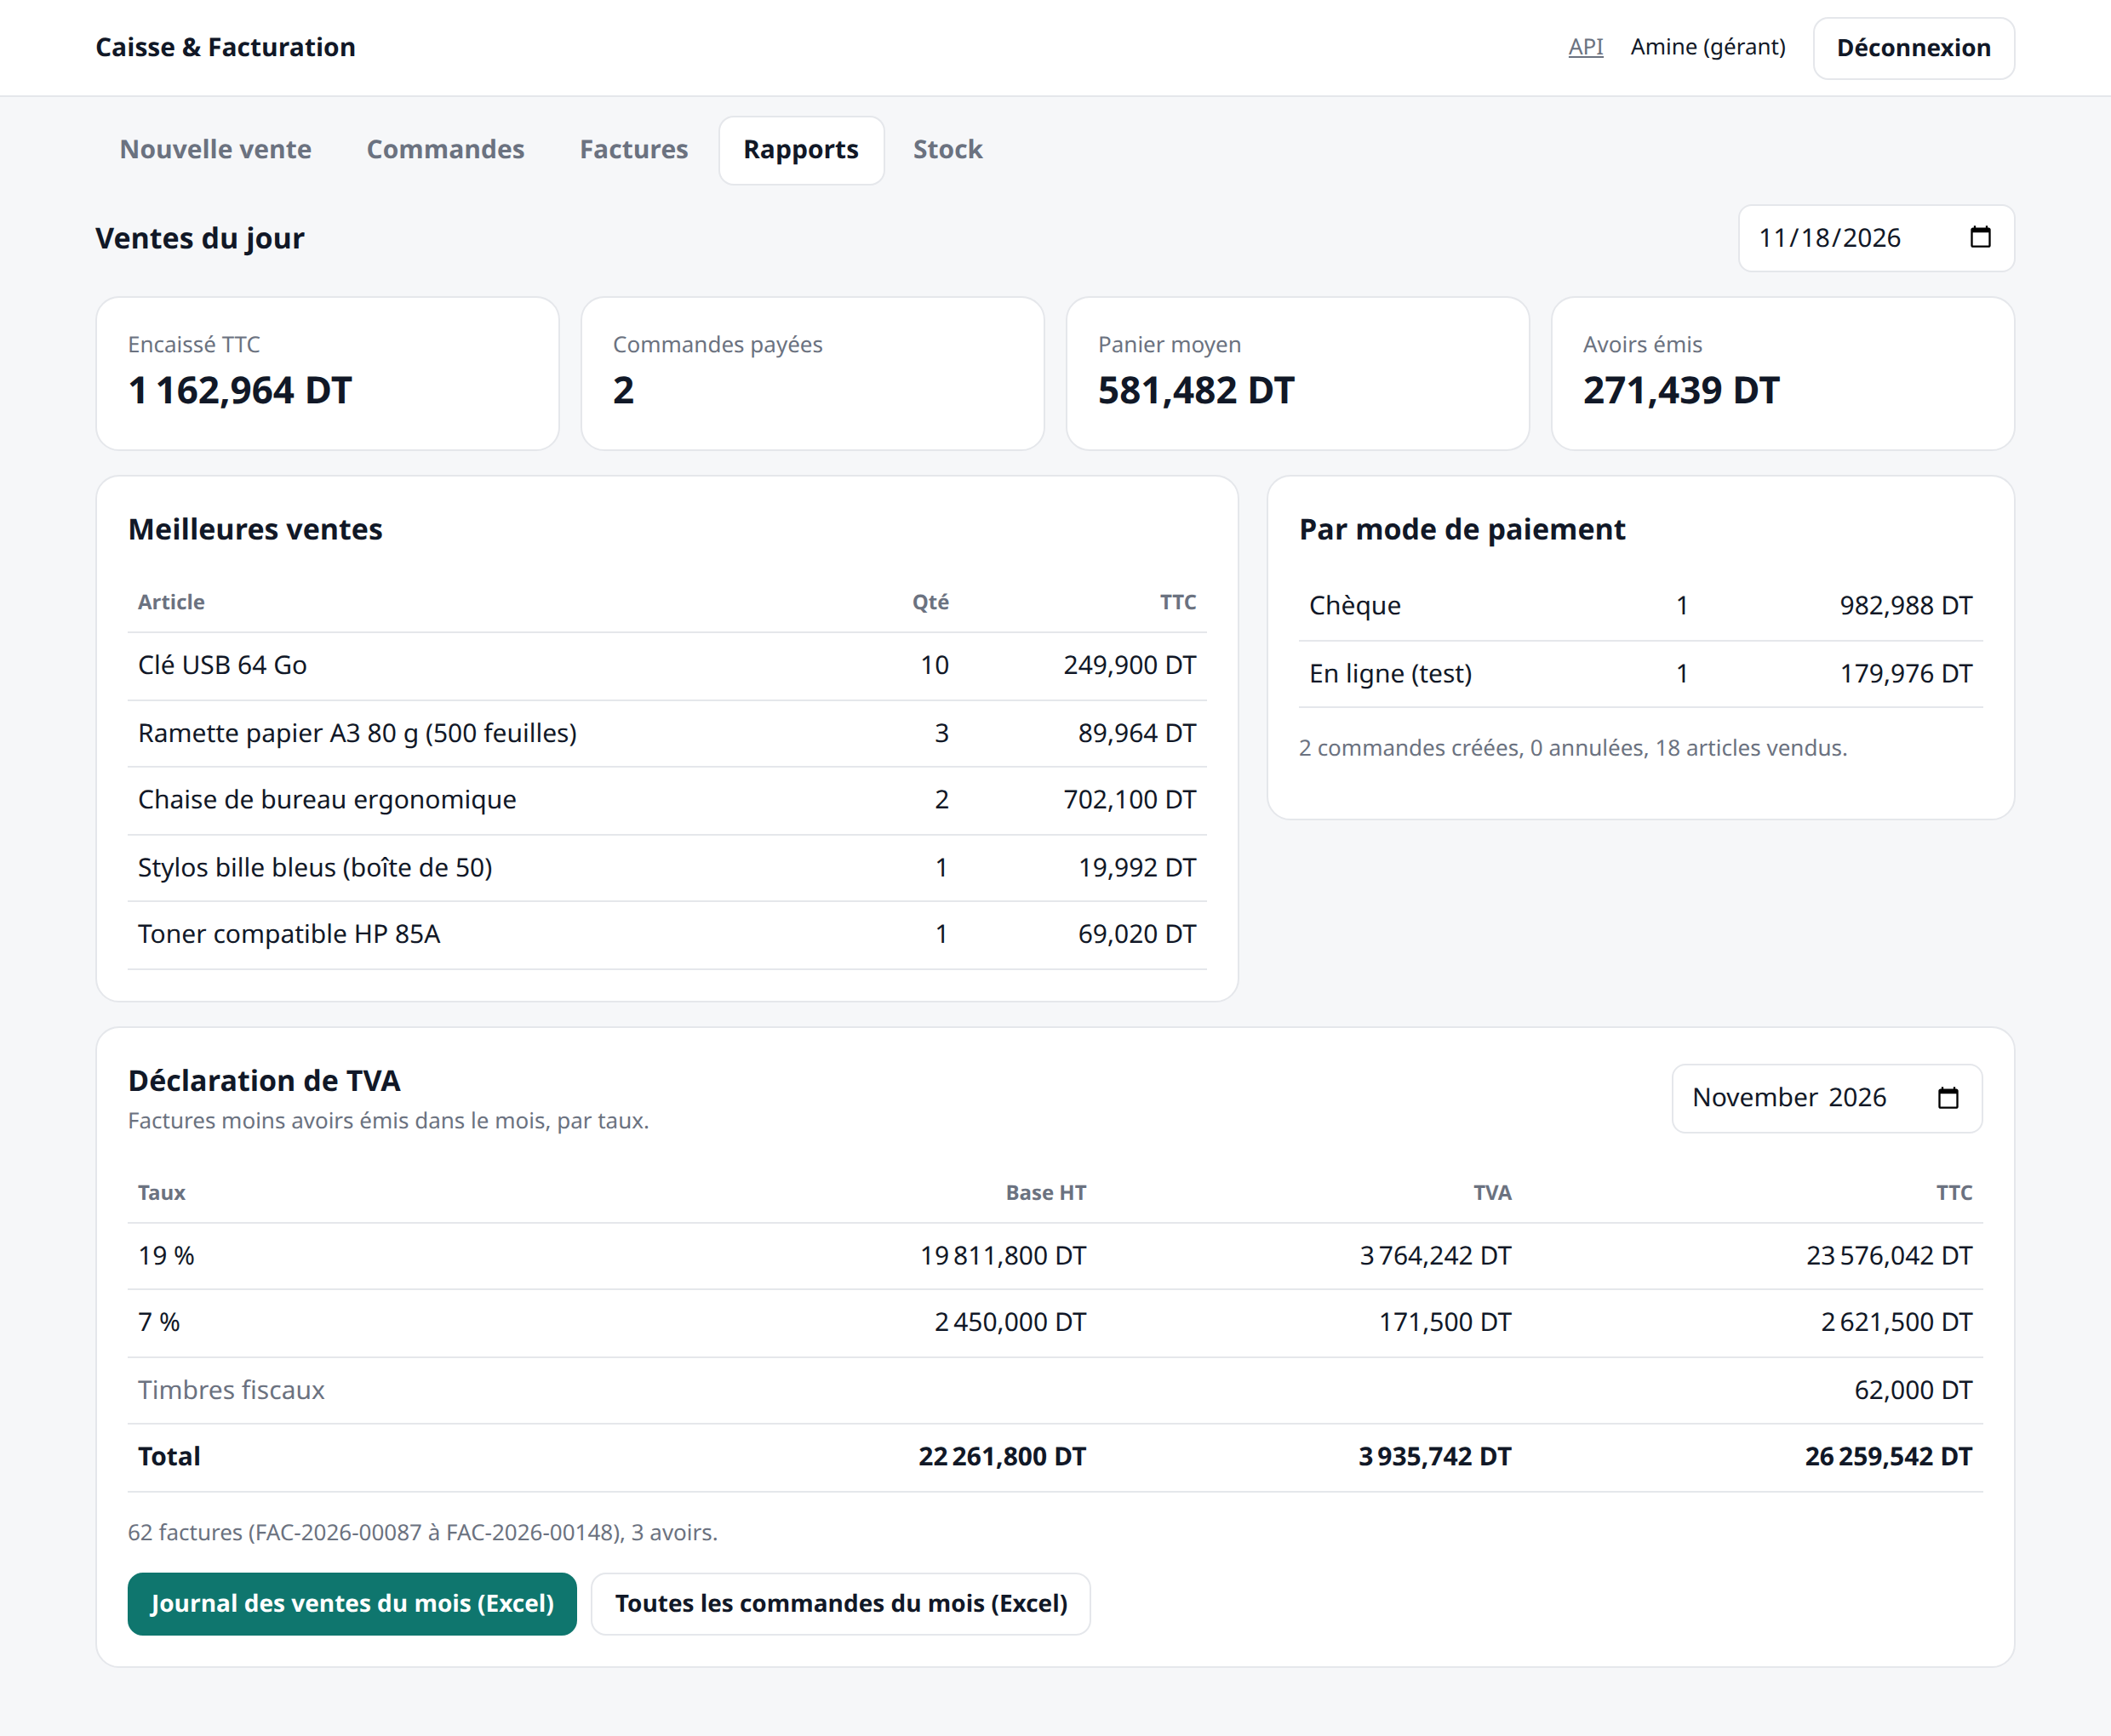 Caisse & Facturation
API Amine (gérant) Déconnexion
Nouvelle vente Commandes Factures Rapports Stock
Ventes du jour
11/18/2026
Encaissé TTC
1 162,964 DT
Commandes payées
2
Panier moyen
581,482 DT
Avoirs émis
271,439 DT
Meilleures ventes
Article Qté TTC
Clé USB 64 Go 10 249,900 DT
Ramette papier A3 80 g (500 feuilles) 3 89,964 DT
Chaise de bureau ergonomique 2 702,100 DT
Stylos bille bleus (boîte de 50) 1 19,992 DT
Toner compatible HP 85A 1 69,020 DT
Par mode de paiement
Chèque 1 982,988 DT
En ligne (test) 1 179,976 DT
2 commandes créées, 0 annulées, 18 articles vendus.
Déclaration de TVA
Factures moins avoirs émis dans le mois, par taux.
November 2026
Taux Base HT TVA TTC
19 % 19 811,800 DT 3 764,242 DT 23 576,042 DT
7 % 2 450,000 DT 171,500 DT 2 621,500 DT
Timbres fiscaux 62,000 DT
Total 22 261,800 DT 3 935,742 DT 26 259,542 DT
62 factures (FAC-2026-00087 à FAC-2026-00148), 3 avoirs.
Journal des ventes du mois (Excel) Toutes les commandes du mois (Excel)